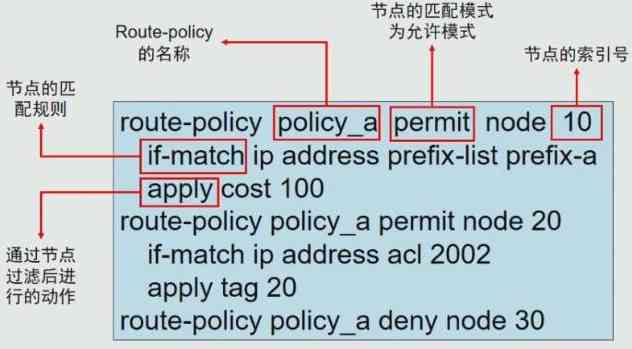 Route-policy
的名称
节点的匹配模式
为允许模式
节点的索引号
节点的匹
配规则
route-policy policy_a permit node 10
if-match ip address prefix-list prefix-a
apply cost 100
route-policy policy_a permit node 20
if-match ip address acl 2002
apply tag 20
route-policy policy_a deny node 30
通过节点
过滤后进
行的动作